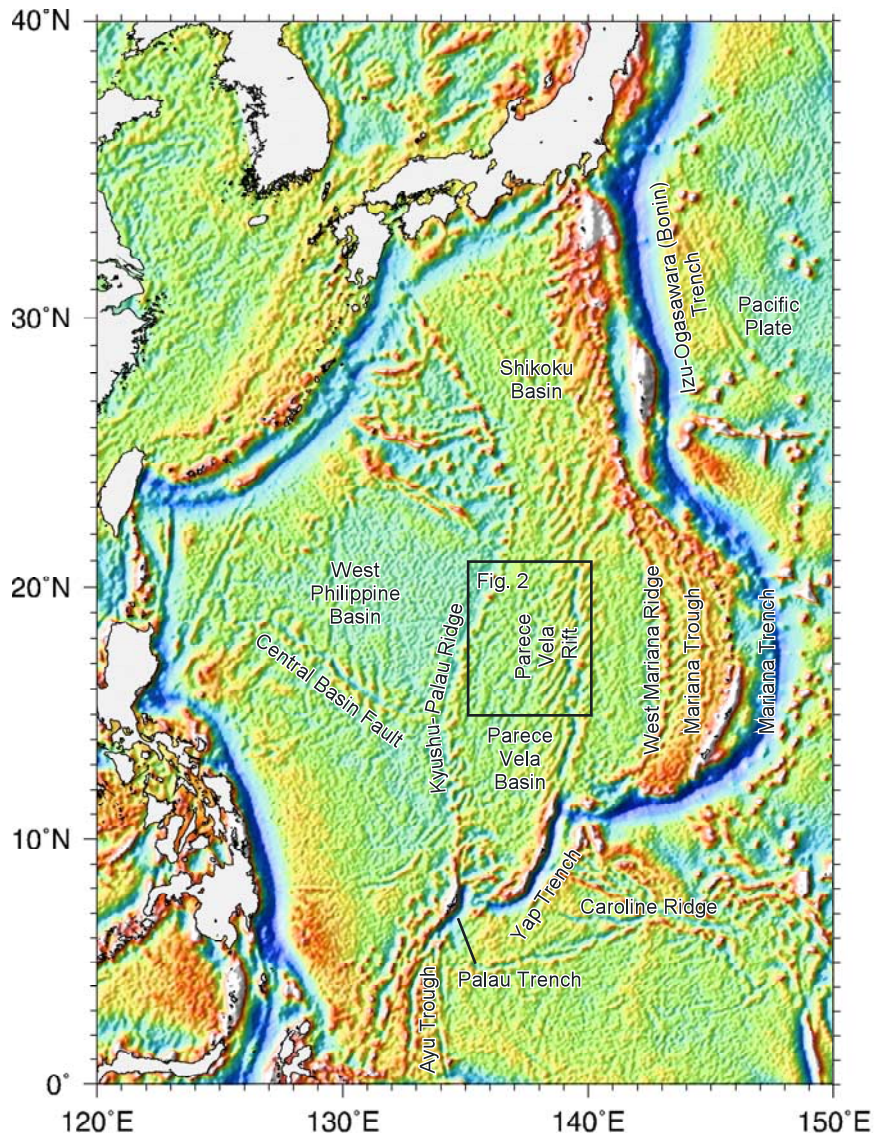 40°N
30°N
20°N
10°N
0°
120°E
130°E
140°E
150°E
Izu-Ogasawara (Bonin)
Trench
Pacific
Plate
Shikoku
Basin
West
Philippine
Basin
Fig. 2
Parece
Vela
Rift
Kyushu-Palau Ridge
Central Basin Fault
West Mariana Ridge
Mariana Trough
Mariana Trench
Parece
Vela
Basin
Yap Trench
Caroline Ridge
Palau Trench
Ayu Trough